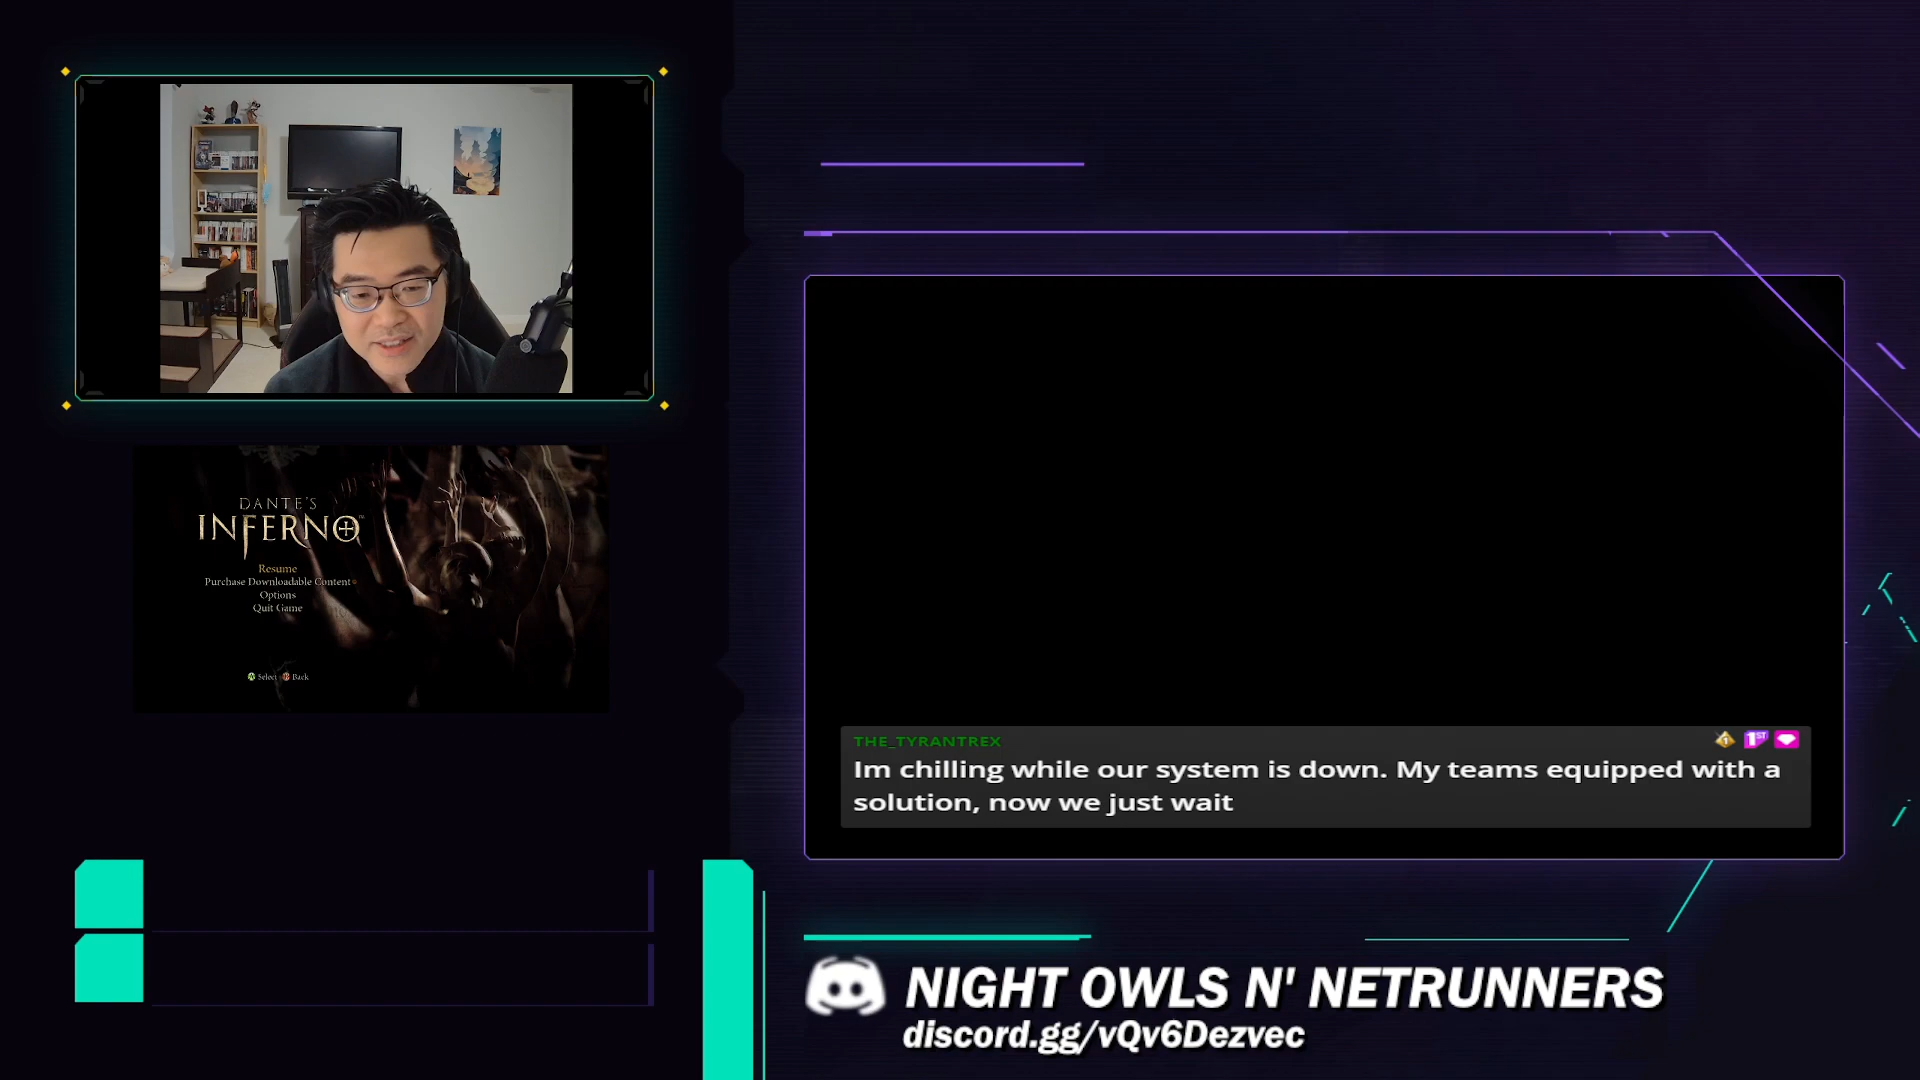 DANTE'S
INFERNO
Resume
Purchase Downloadable Content
Options
Quit Game
A Select B Back
THE_TYRANTREX
1ST
Im chilling while our system is down. My teams equipped with a
solution, now we just wait
NIGHT OWLS N' NETRUNNERS
discord.gg/vQv6Dezvec